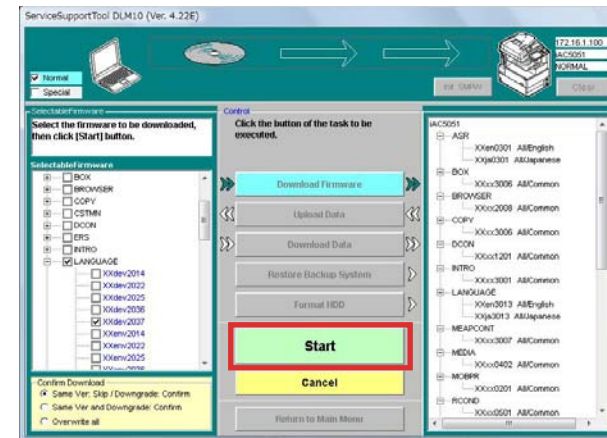 ServiceSupportTool DLM10 (Ver. 4.22E)
172.16.1.100
iAC5051
NORMAL
Normal
Special
Init. SMPW
Clear
SelectableFirmware
Select the firmware to be downloaded,
then click [Start] button.
SelectableFirmware
BOX
BROWSER
COPY
CSTMN
DCON
ERS
INTRO
LANGUAGE
XXdev2014
XXdev2022
XXdev2025
XXdev2036
XXdev2037
XXenv2014
XXenv2022
XXenv2025
Confirm Download
Same Ver: Skip / Downgrade: Confirm
Same Ver and Downgrade: Confirm
Overwrite all
Control
Click the button of the task to be
executed.
Download Firmware
Upload Data
Download Data
Restore Backup System
Format HDD
Start
Cancel
Return to Main Menu
iAC5051
ASR
XXen0301 All/English
XXja0301 All/Japanese
BOX
XXxx3006 All/Common
BROWSER
XXxx2008 All/Common
COPY
XXxx3006 All/Common
DCON
XXxx1201 All/Common
INTRO
XXxx3001 All/Common
LANGUAGE
XXen3013 All/English
XXja3013 All/Japanese
MEAPCONT
XXxx3007 All/Common
MEDIA
XXxx0402 All/Common
MOBPR
XXxx0201 All/Common
RCOND
XXxx0501 All/Common